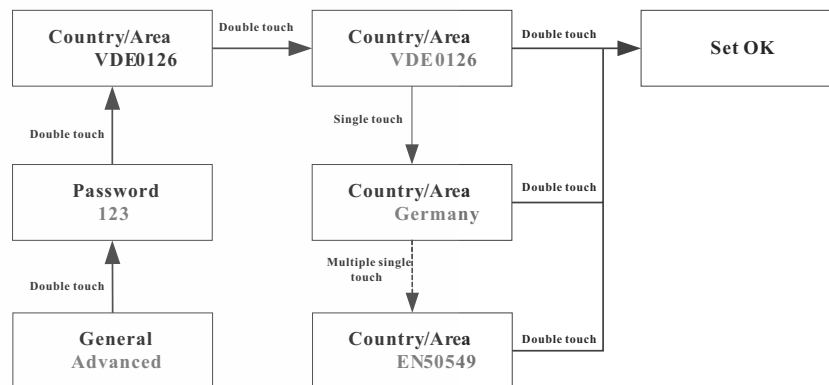 Country/Area
VDE0126
Double touch
Country/Area
VDE0126
Double touch
Set OK
Double touch
Single touch
Password
123
Country/Area
Germany
Double touch
Double touch
Multiple single
touch
General
Advanced
Country/Area
EN50549
Double touch